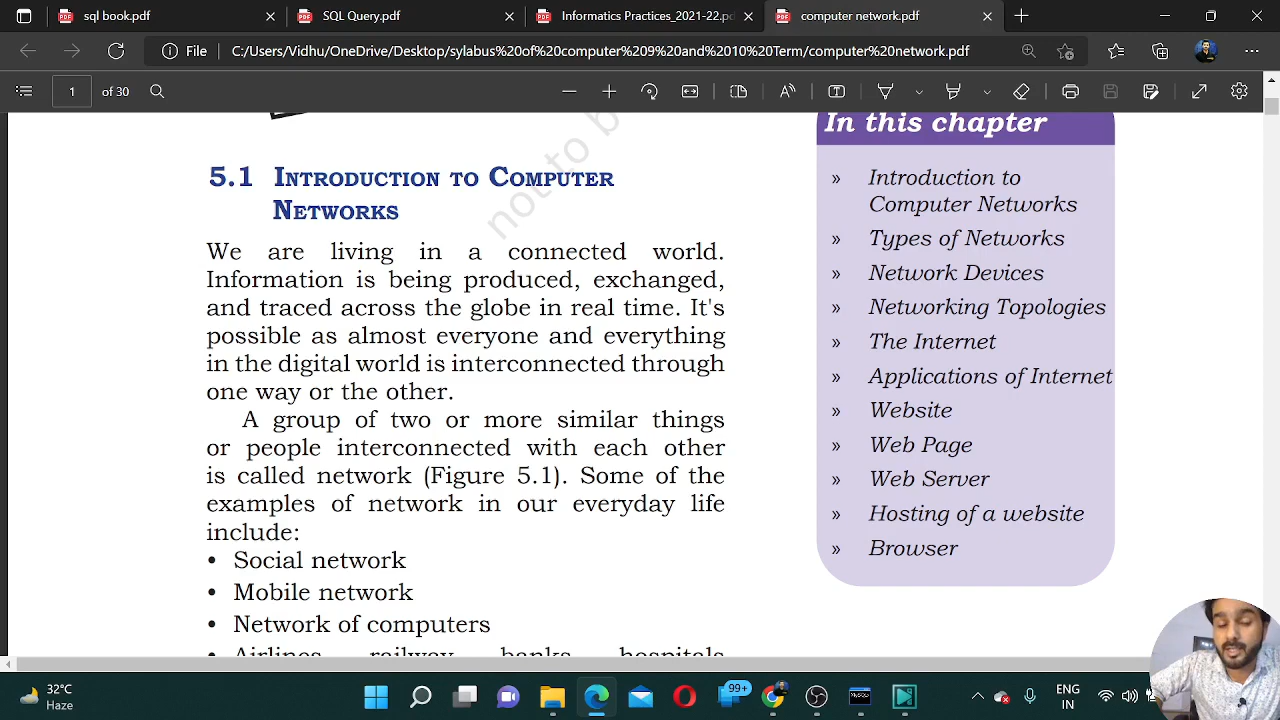 sql book.pdf
SQL Query.pdf
Informatics Practices_2021-22.pd
computer network.pdf
File
C:/Users/Vidhu/OneDrive/Desktop/sylabus%20of%20computer%209%20and%2010%20Term/computer%20network.pdf
1 of 30
not to b
In this chapter
» Introduction to
Computer Networks
» Types of Networks
» Network Devices
» Networking Topologies
» The Internet
» Applications of Internet
» Website
» Web Page
» Web Server
» Hosting of a website
» Browser
5.1 Introduction to Computer
Networks
We are living in a connected world.
Information is being produced, exchanged,
and traced across the globe in real time. It's
possible as almost everyone and everything
in the digital world is interconnected through
one way or the other.
A group of two or more similar things
or people interconnected with each other
is called network (Figure 5.1). Some of the
examples of network in our everyday life
include:
• Social network
• Mobile network
• Network of computers
• Airlines, railway, banks, hospitals
32°C
Haze
99+
ENG
IN